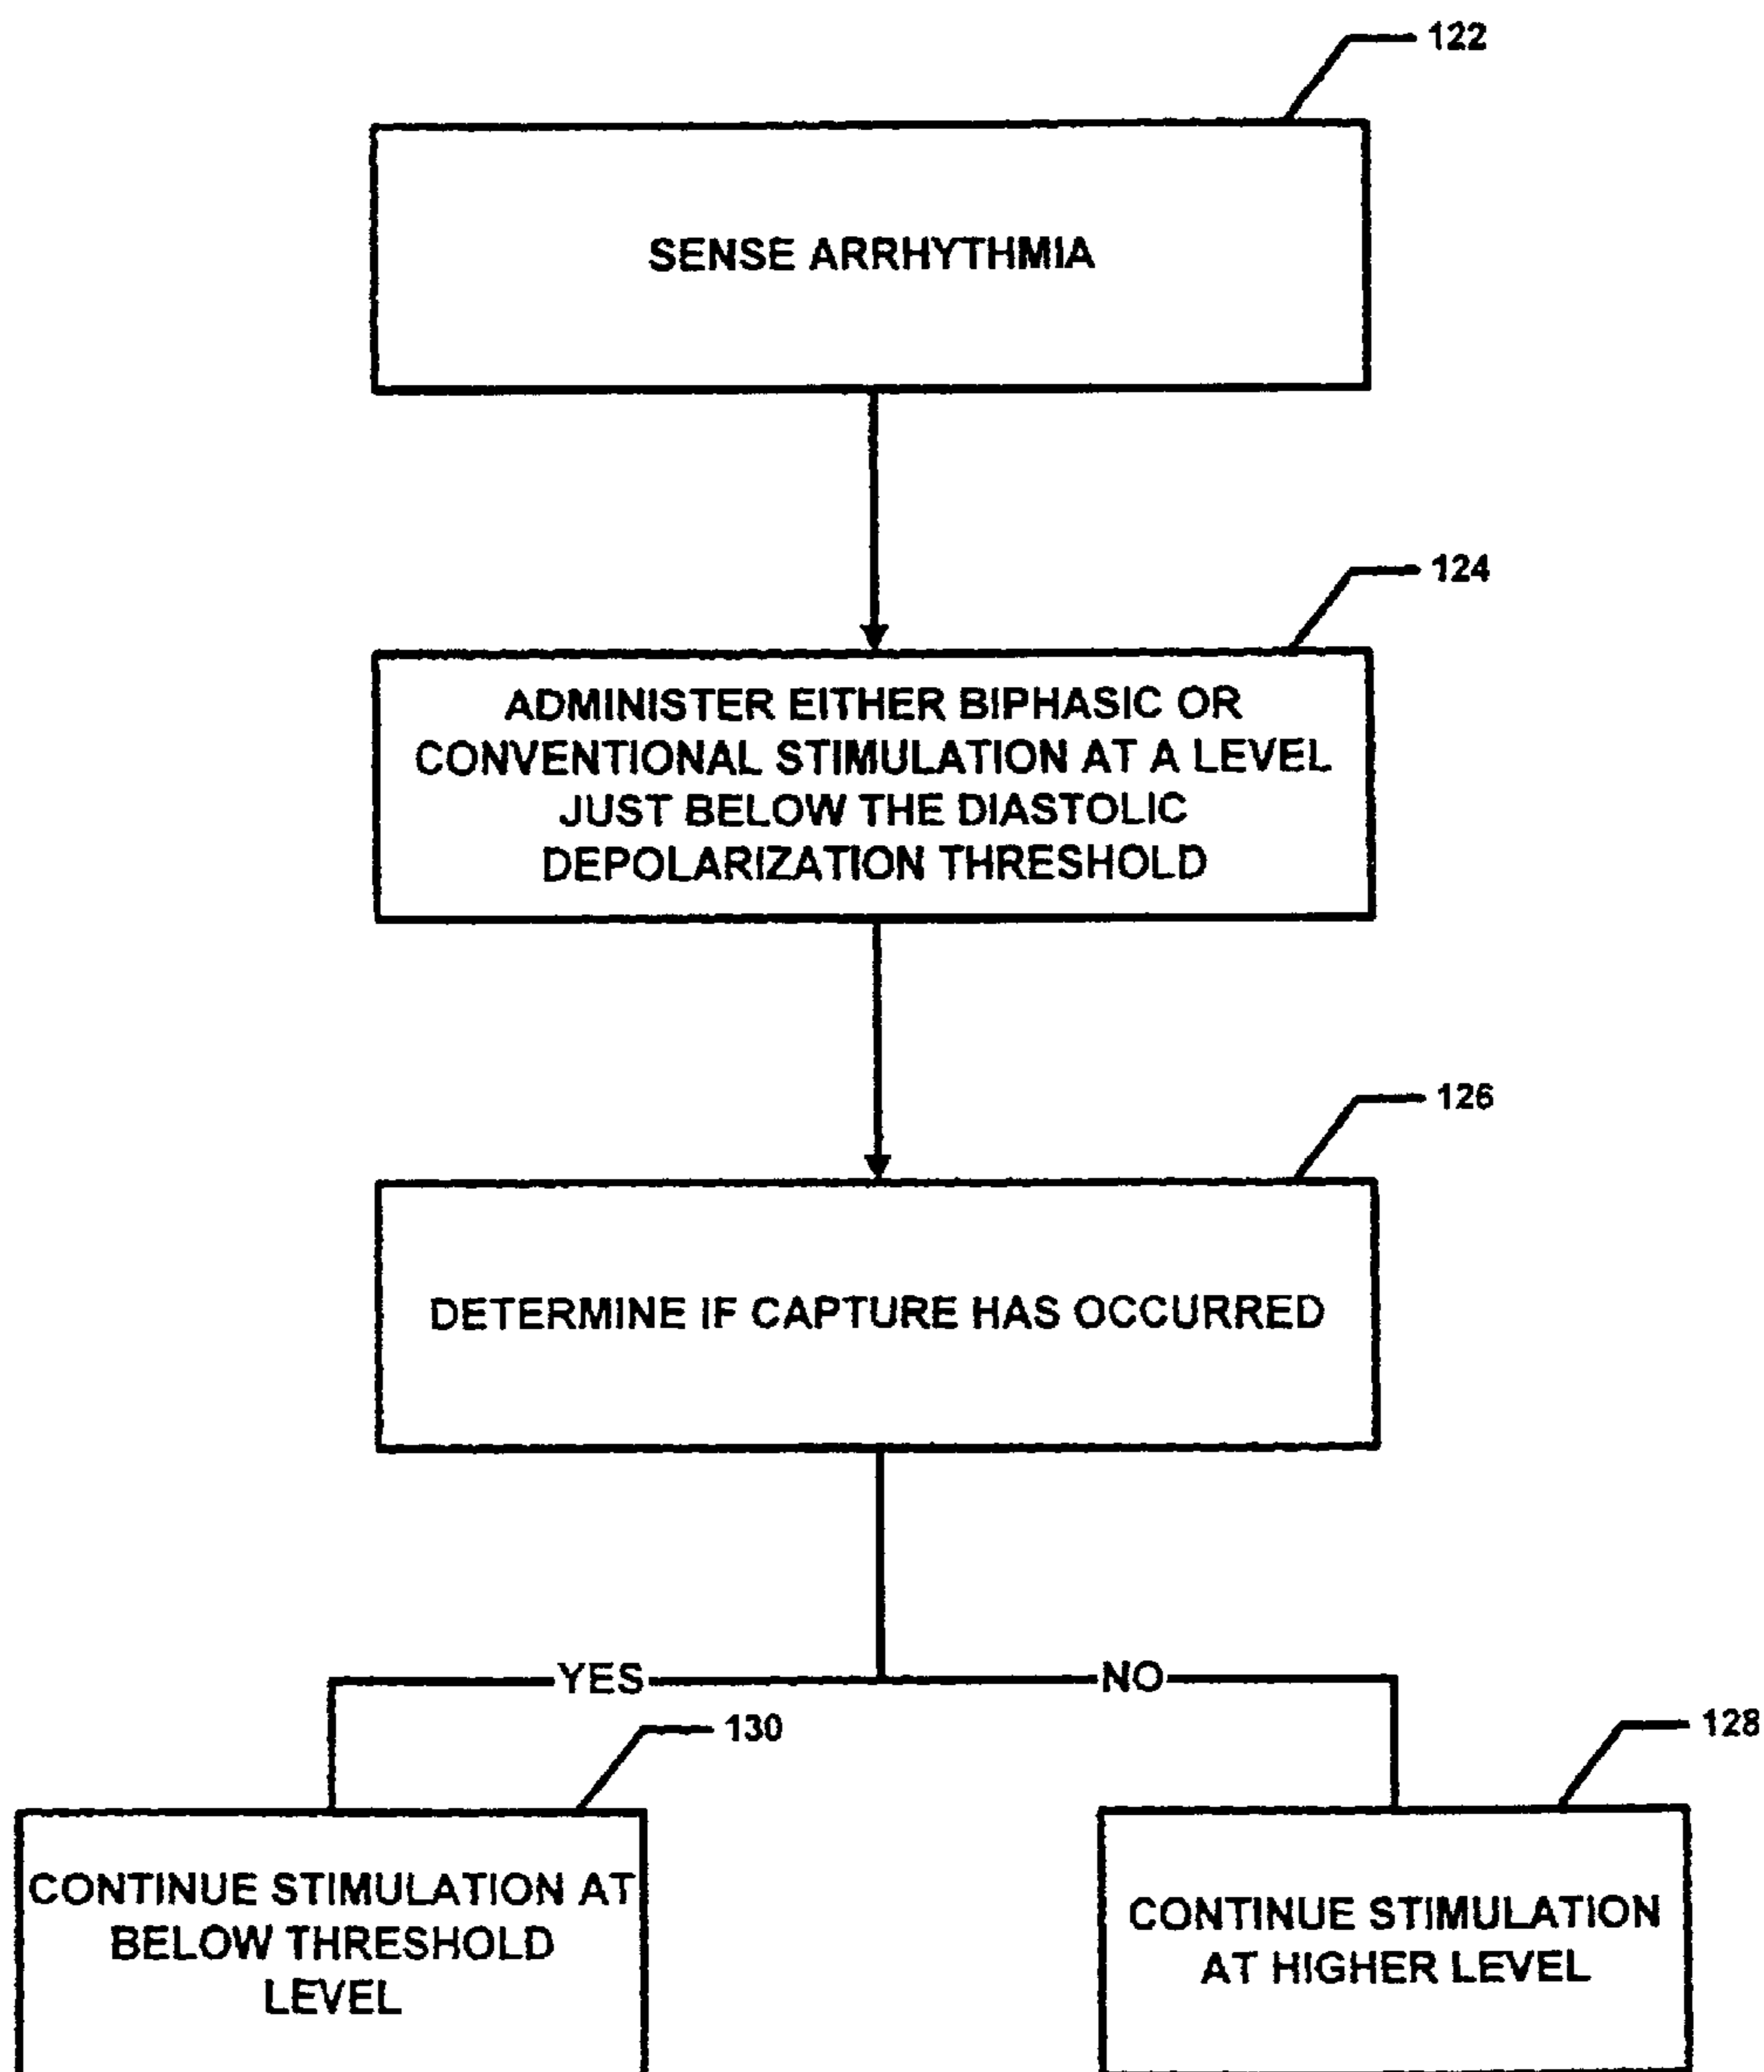 122
SENSE ARRHYTHMIA
124
ADMINISTER EITHER BIPHASIC OR
CONVENTIONAL STIMULATION AT A LEVEL
JUST BELOW THE DIASTOLIC
DEPOLARIZATION THRESHOLD
126
DETERMINE IF CAPTURE HAS OCCURRED
YES
NO
130
128
CONTINUE STIMULATION AT
BELOW THRESHOLD
LEVEL
CONTINUE STIMULATION
AT HIGHER LEVEL